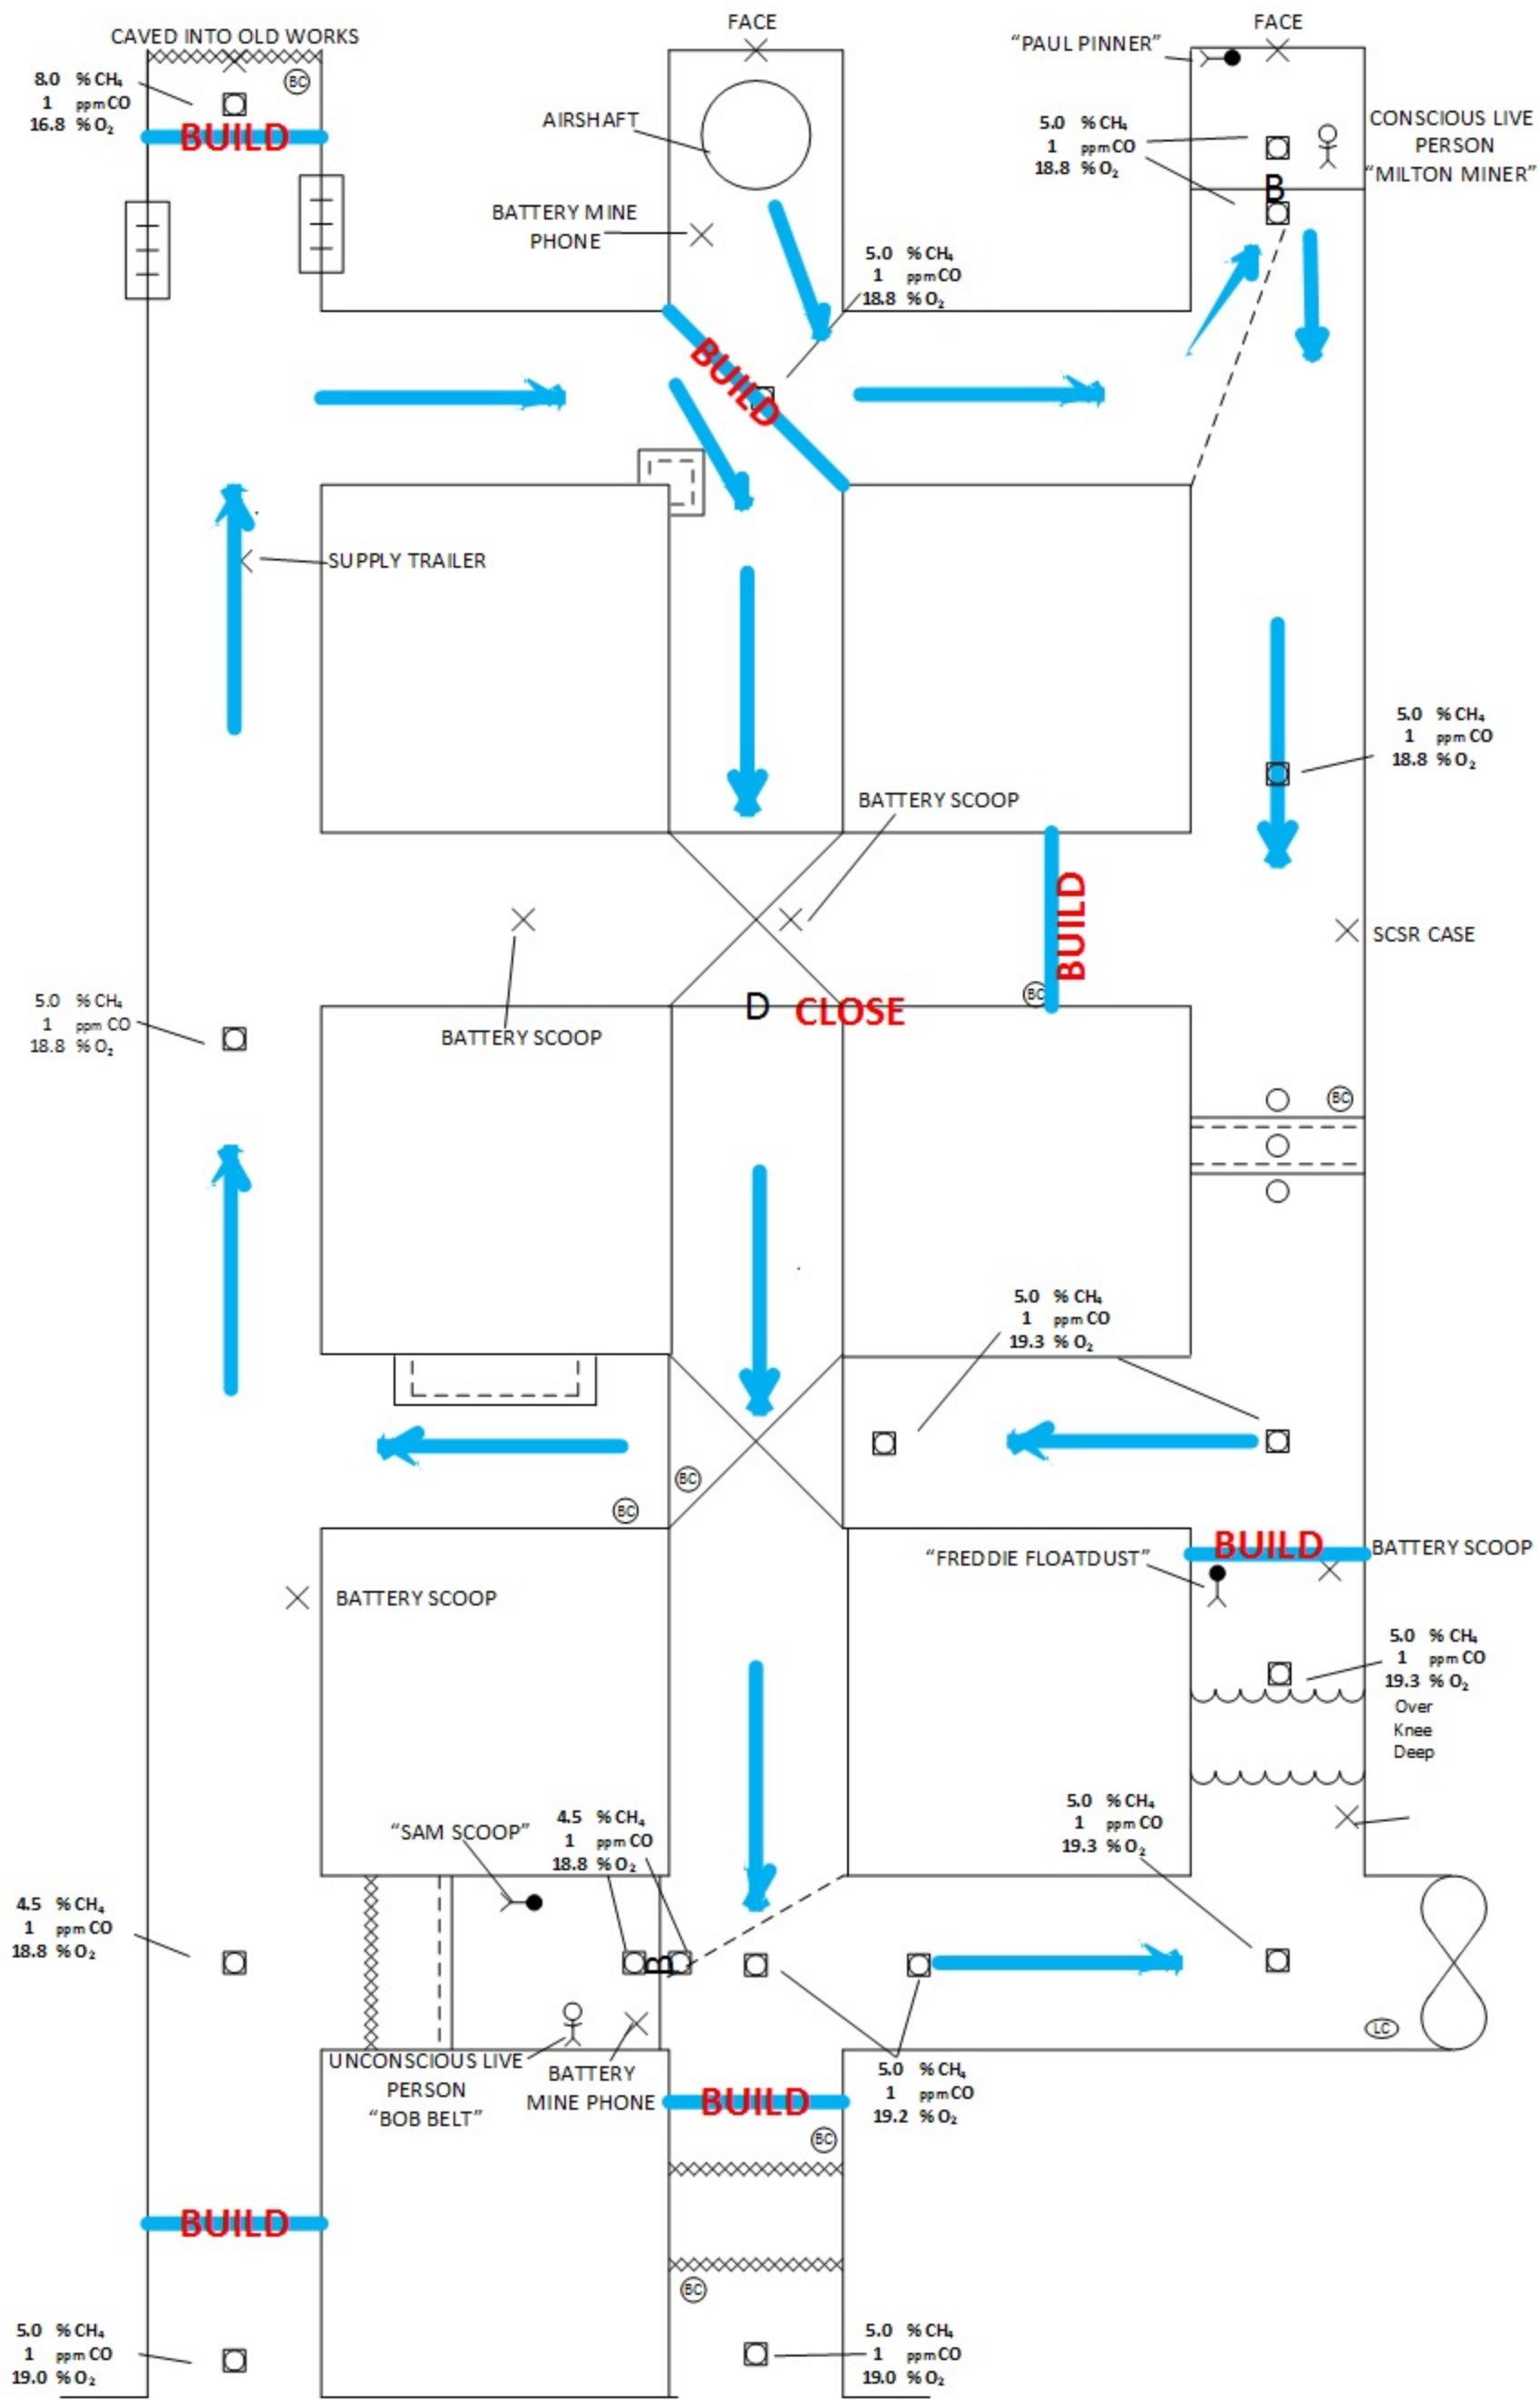 FACE
FACE
CAVED INTO OLD WORKS
"PAUL PINNER"
8.0 % CH₄
1 ppm CO
16.8 % O₂
BC
BUILD
AIRSHAFT
5.0 % CH₄
1 ppm CO
18.8 % O₂
CONSCIOUS LIVE
PERSON
"MILTON MINER"
B
BATTERY MINE
PHONE
5.0 % CH₄
1 ppm CO
18.8 % O₂
BUILD
SUPPLY TRAILER
5.0 % CH₄
1 ppm CO
18.8 % O₂
BATTERY SCOOP
BUILD
SCSR CASE
BC
D CLOSE
5.0 % CH₄
1 ppm CO
18.8 % O₂
BATTERY SCOOP
BC
5.0 % CH₄
1 ppm CO
19.3 % O₂
BC
BC
BUILD
BATTERY SCOOP
"FREDDIE FLOATDUST"
BATTERY SCOOP
5.0 % CH₄
1 ppm CO
19.3 % O₂
Over
Knee
Deep
"SAM SCOOP"
4.5 % CH₄
1 ppm CO
18.8 % O₂
5.0 % CH₄
1 ppm CO
19.3 % O₂
4.5 % CH₄
1 ppm CO
18.8 % O₂
B
LC
UNCONSCIOUS LIVE
PERSON
"BOB BELT"
BATTERY
MINE PHONE
BUILD
5.0 % CH₄
1 ppm CO
19.2 % O₂
BC
BUILD
BC
5.0 % CH₄
1 ppm CO
19.0 % O₂
5.0 % CH₄
1 ppm CO
19.0 % O₂